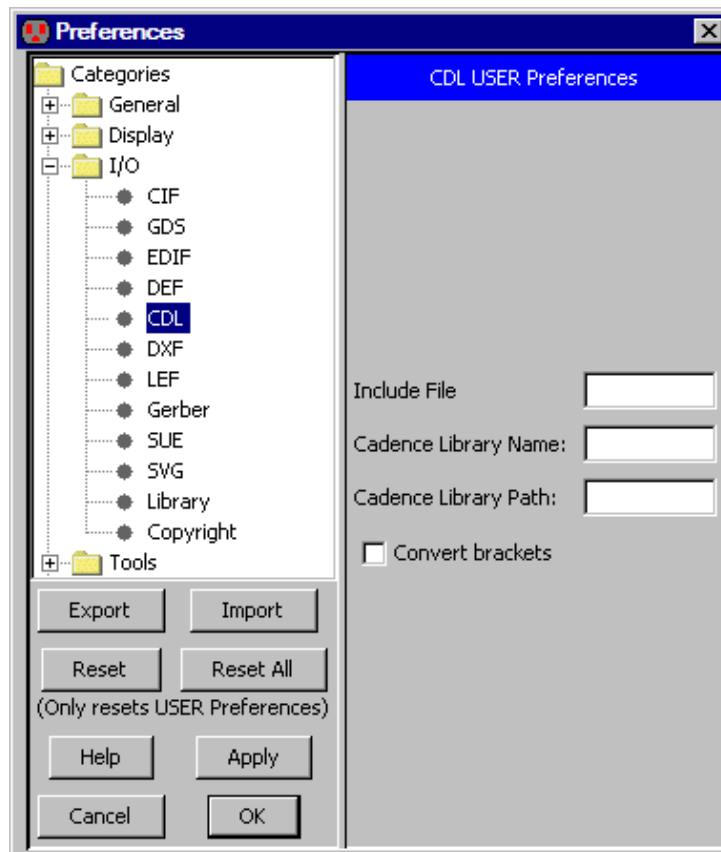 Preferences
Categories
General
Display
I/O
CIF
GDS
EDIF
DEF
CDL
DXF
LEF
Gerber
SUE
SVG
Library
Copyright
Tools
Export Import
Reset Reset All
(Only resets USER Preferences)
Help Apply
Cancel OK
CDL USER Preferences
Include File
Cadence Library Name:
Cadence Library Path:
Convert brackets